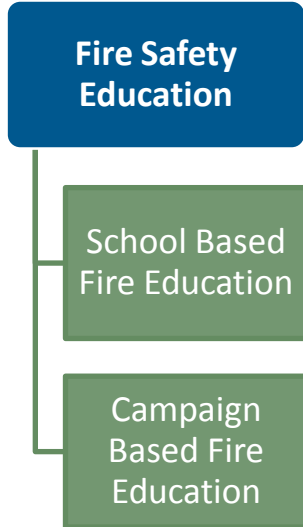 Fire Safety
Education
School Based
Fire Education
Campaign
Based Fire
Education